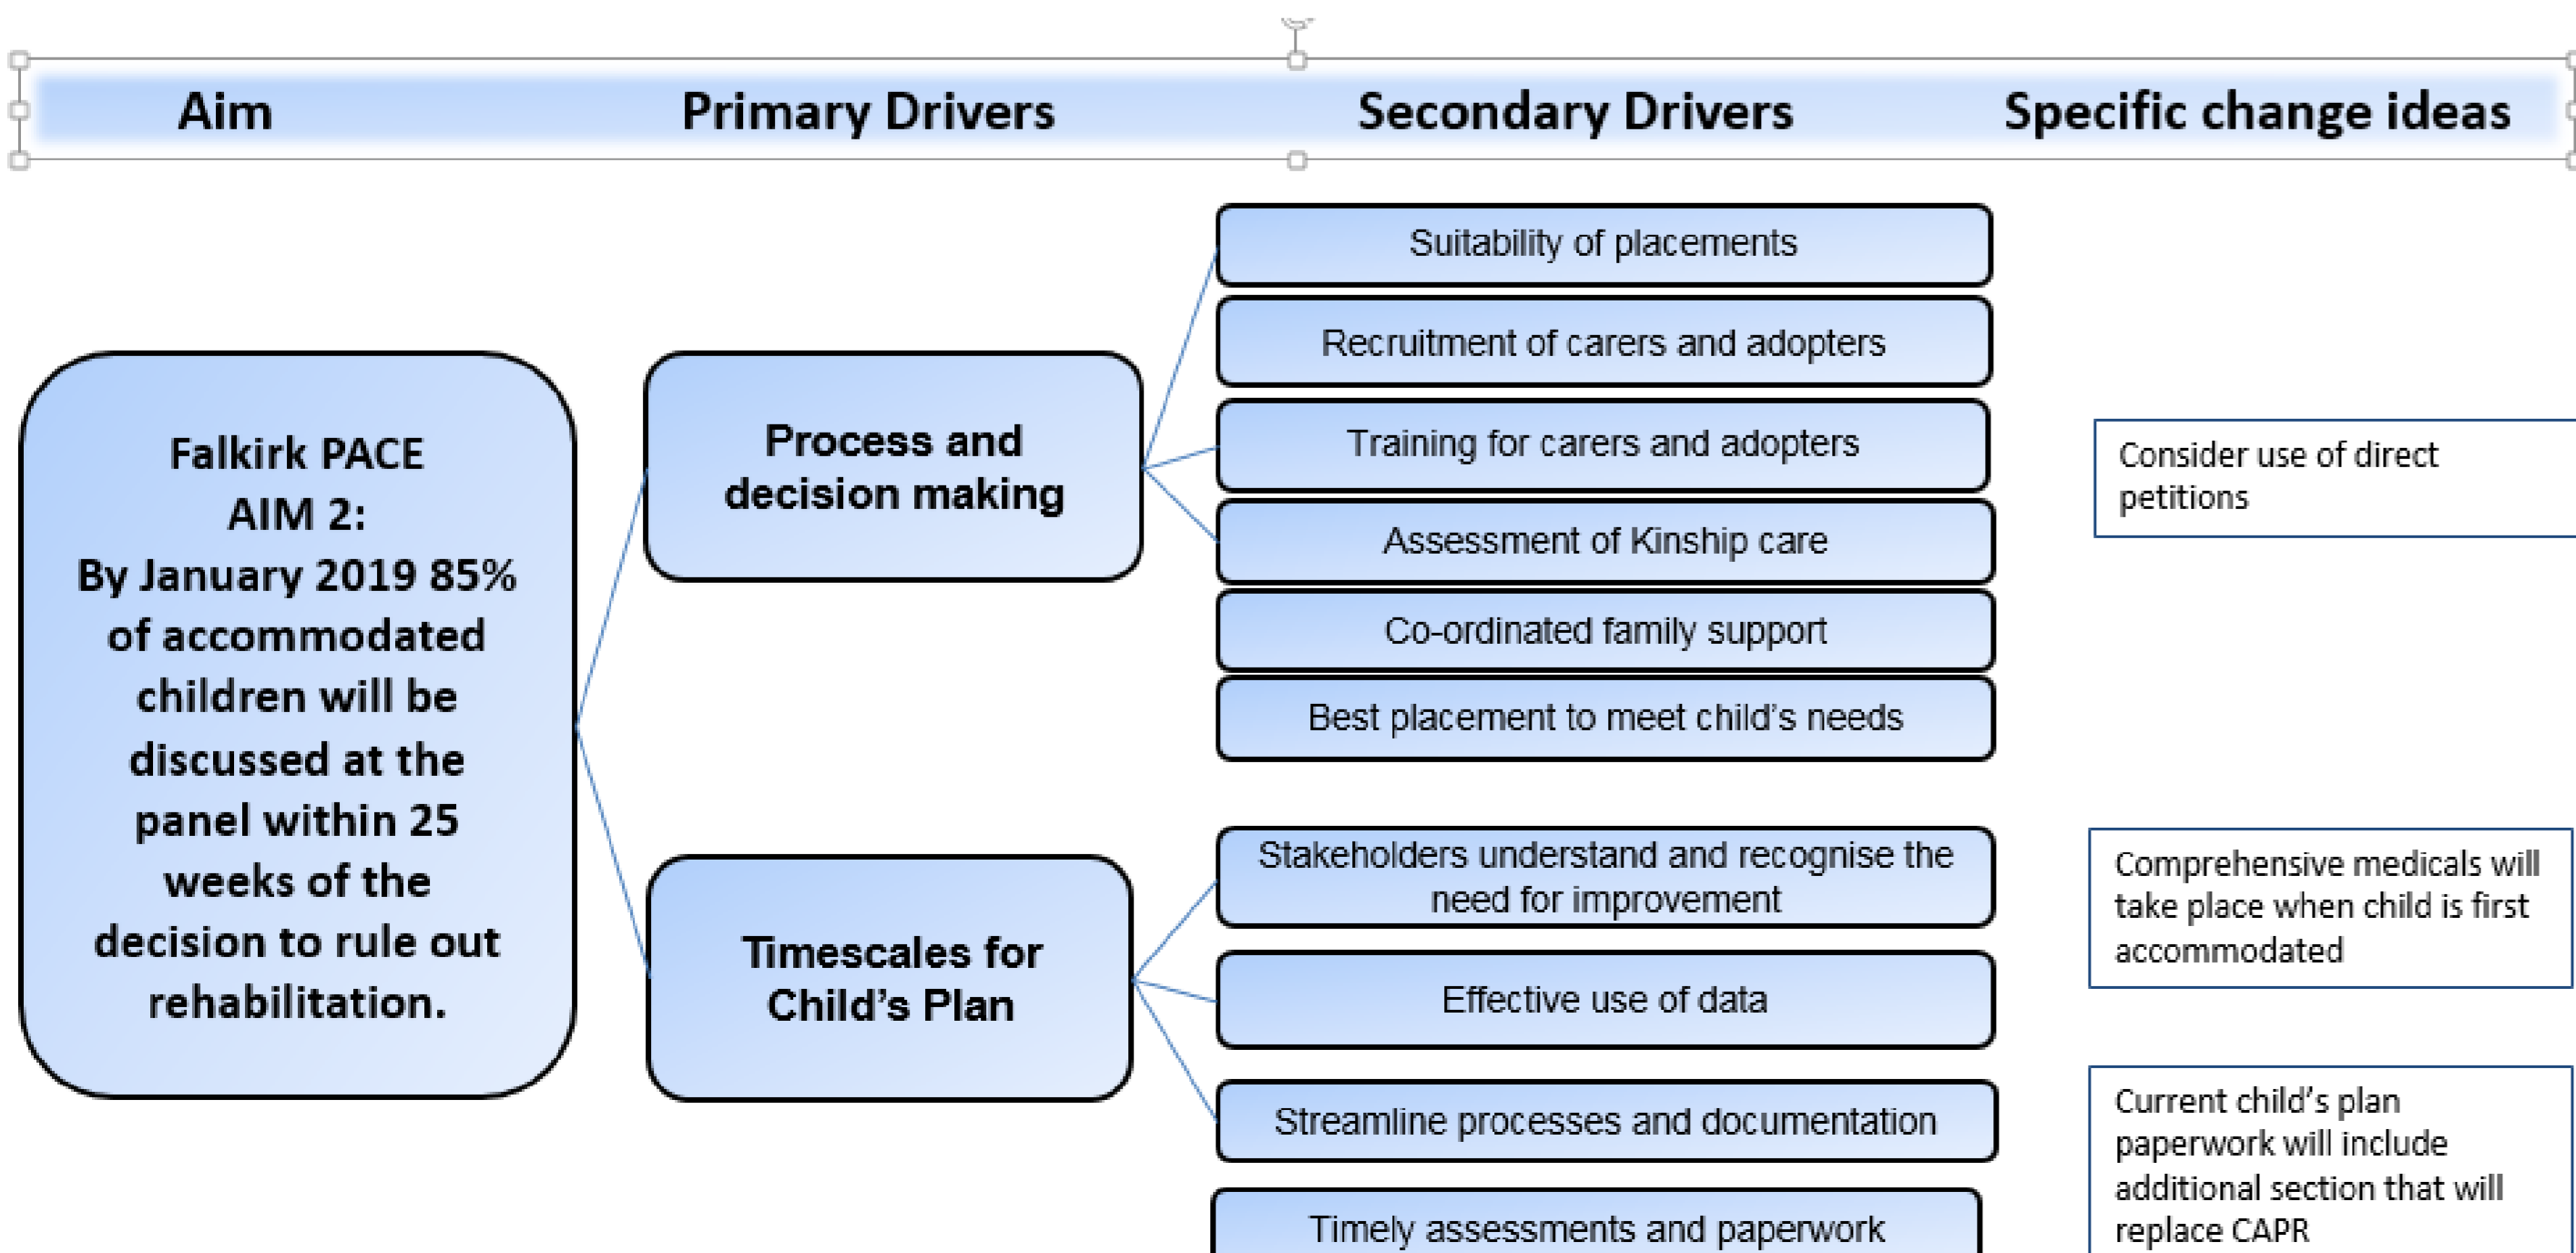 Aim Primary Drivers Secondary Drivers Specific change ideas
Falkirk PACE
AIM 2:
By January 2019 85%
of accommodated
children will be
discussed at the
panel within 25
weeks of the
decision to rule out
rehabilitation.
Process and
decision making
Timescales for
Child's Plan
Suitability of placements
Recruitment of carers and adopters
Training for carers and adopters
Assessment of Kinship care
Co-ordinated family support
Best placement to meet child's needs
Stakeholders understand and recognise the
need for improvement
Effective use of data
Streamline processes and documentation
Timely assessments and paperwork
Consider use of direct
petitions
Comprehensive medicals will
take place when child is first
accommodated
Current child's plan
paperwork will include
additional section that will
replace CAPR